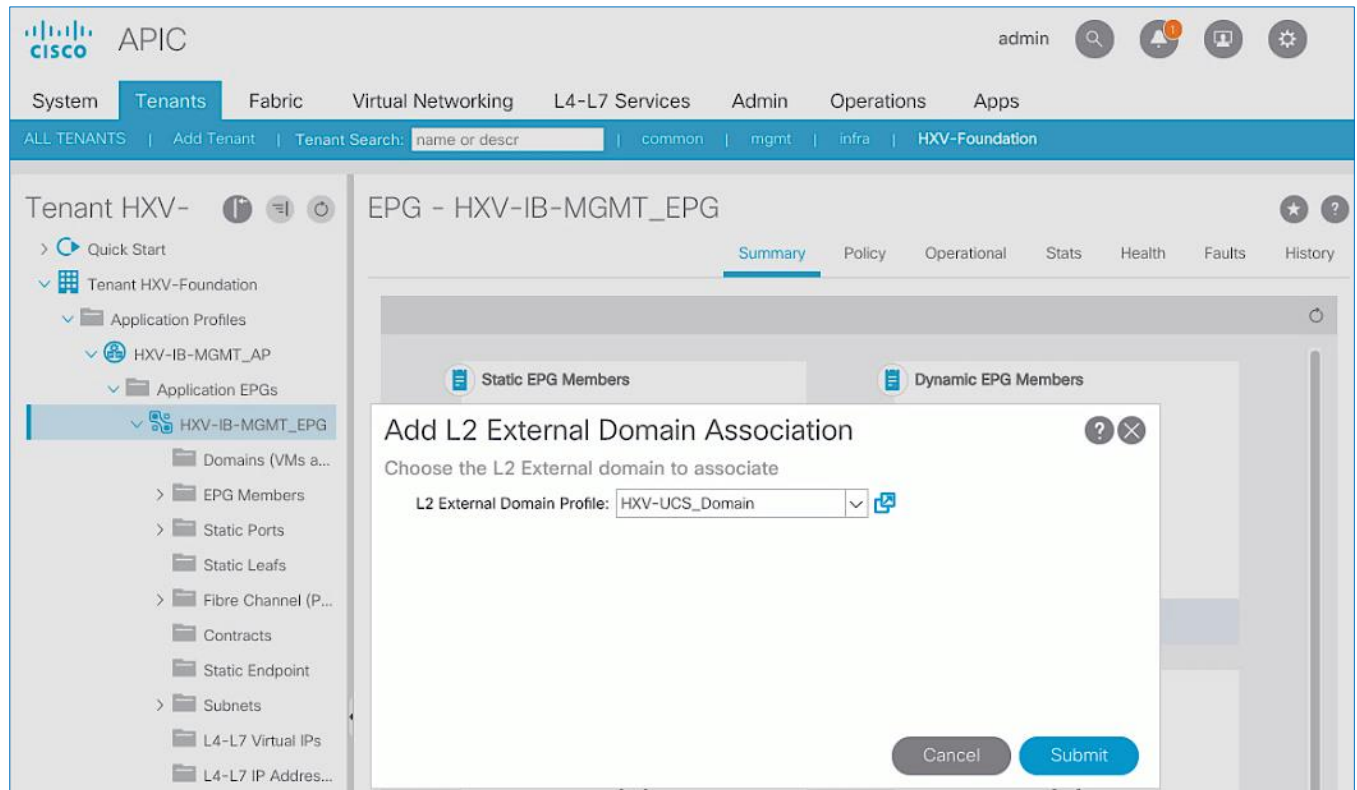 CISCO APIC admin 1
System Tenants Fabric Virtual Networking L4-L7 Services Admin Operations Apps
ALL TENANTS | Add Tenant | Tenant Search: name or descr | common | mgmt | infra | HXV-Foundation
Tenant HXV-
Quick Start
Tenant HXV-Foundation
Application Profiles
HXV-IB-MGMT_AP
Application EPGs
HXV-IB-MGMT_EPG
Domains (VMs a...
EPG Members
Static Ports
Static Leafs
Fibre Channel (P...
Contracts
Static Endpoint
Subnets
L4-L7 Virtual IPs
L4-L7 IP Addres...
EPG - HXV-IB-MGMT_EPG
Summary Policy Operational Stats Health Faults History
Static EPG Members Dynamic EPG Members
Add L2 External Domain Association
Choose the L2 External domain to associate
L2 External Domain Profile: HXV-UCS_Domain
Cancel Submit